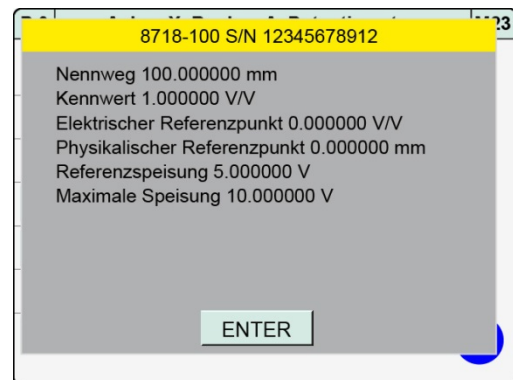 M23
8718-100 S/N 12345678912
Nennweg 100.000000 mm
Kennwert 1.000000 V/V
Elektrischer Referenzpunkt 0.000000 V/V
Physikalischer Referenzpunkt 0.000000 mm
Referenzspeisung 5.000000 V
Maximale Speisung 10.000000 V
ENTER